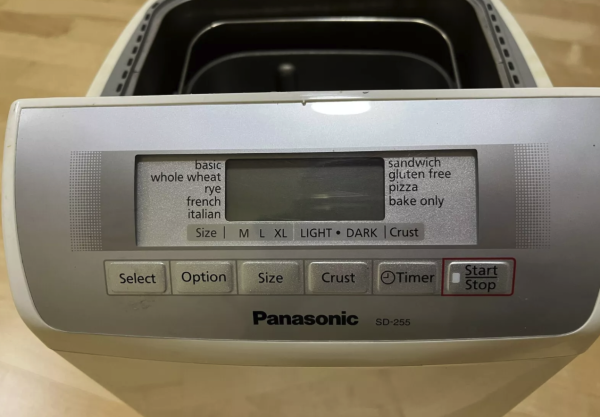 basic
whole wheat
rye
french
italian
sandwich
gluten free
pizza
bake only
Size | M L XL | LIGHT • DARK | Crust
Select
Option
Size
Crust
Timer
Start
Stop
Panasonic SD-255